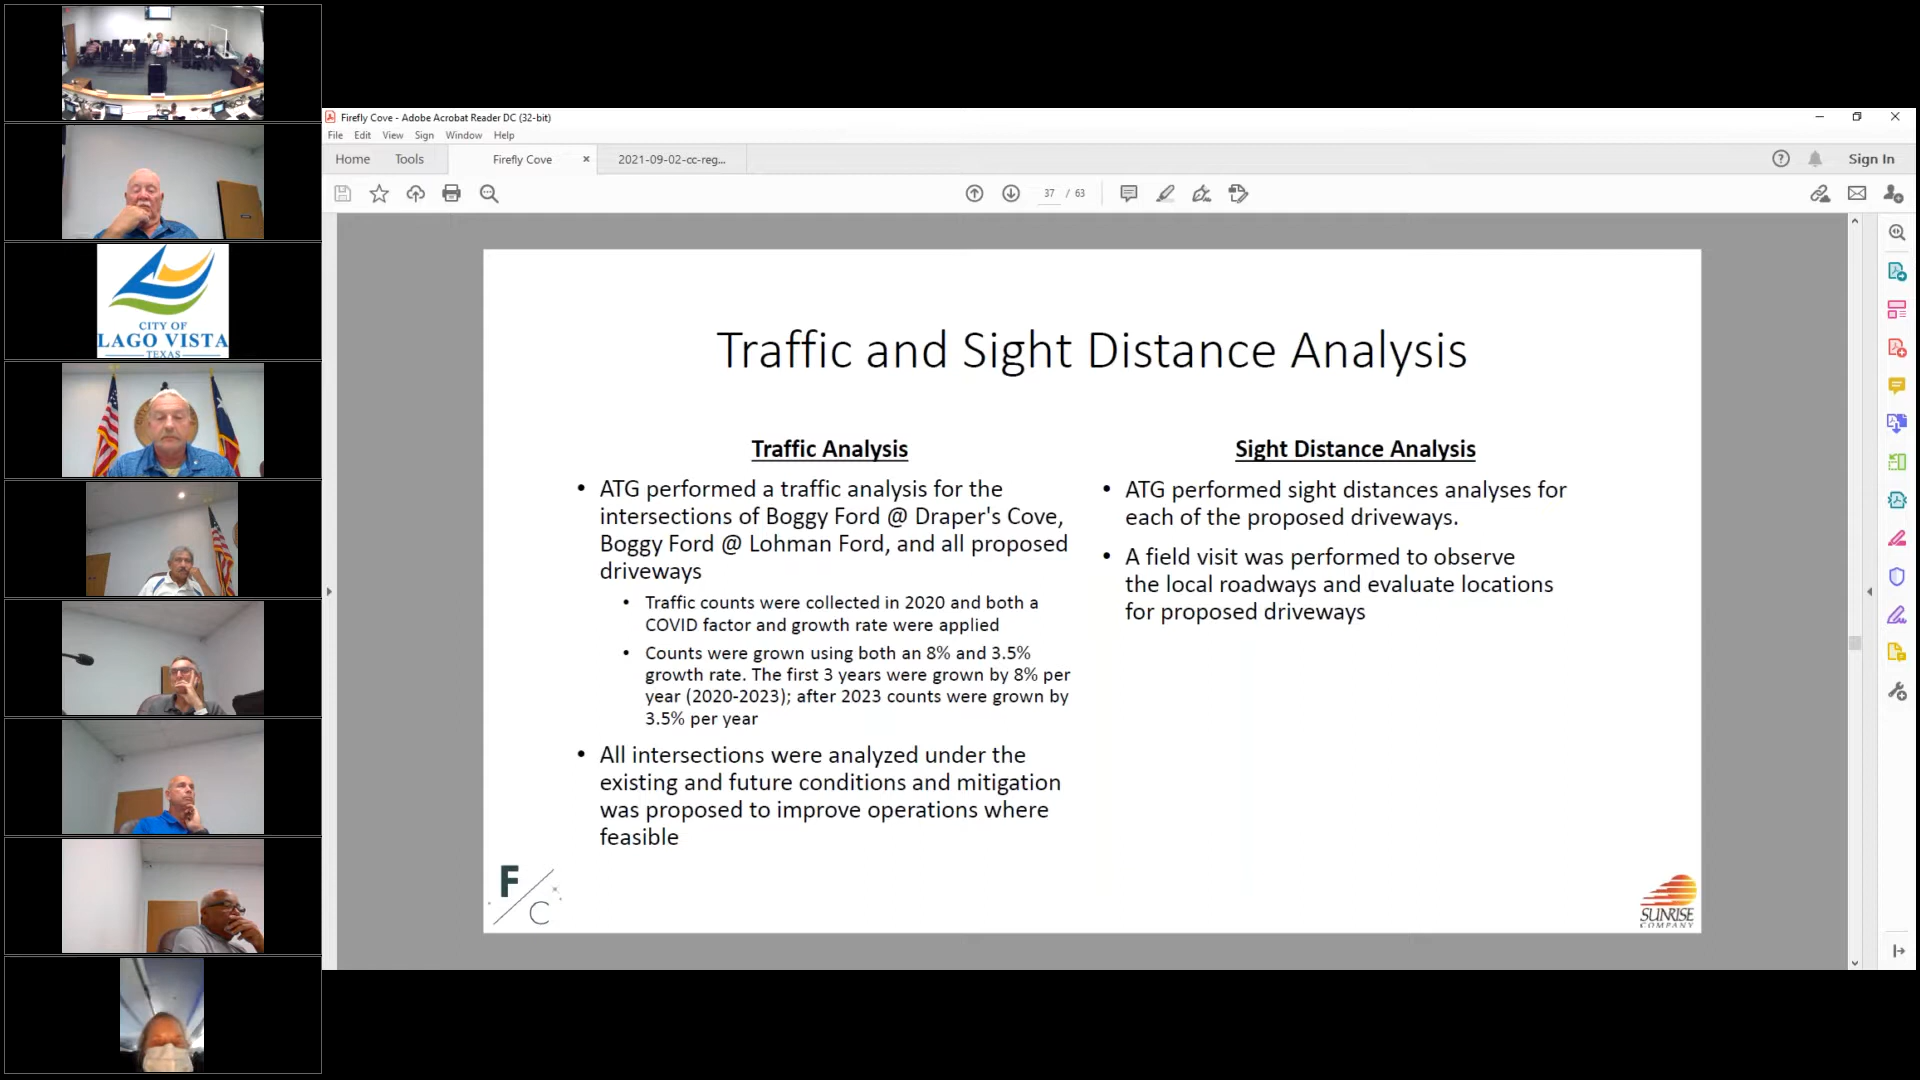 CITY OF
LAGO VISTA
TEXAS
Firefly Cove - Adobe Acrobat Reader DC (32-bit)
File Edit View Sign Window Help
Home Tools Firefly Cove 2021-09-02-cc-reg... Sign In
37 / 63
Traffic and Sight Distance Analysis
Traffic Analysis
• ATG performed a traffic analysis for the
intersections of Boggy Ford @ Draper's Cove,
Boggy Ford @ Lohman Ford, and all proposed
driveways
• Traffic counts were collected in 2020 and both a
COVID factor and growth rate were applied
• Counts were grown using both an 8% and 3.5%
growth rate. The first 3 years were grown by 8% per
year (2020-2023); after 2023 counts were grown by
3.5% per year
• All intersections were analyzed under the
existing and future conditions and mitigation
was proposed to improve operations where
feasible
Sight Distance Analysis
• ATG performed sight distances analyses for
each of the proposed driveways.
• A field visit was performed to observe
the local roadways and evaluate locations
for proposed driveways
F
C
SUNRISE
COMPANY